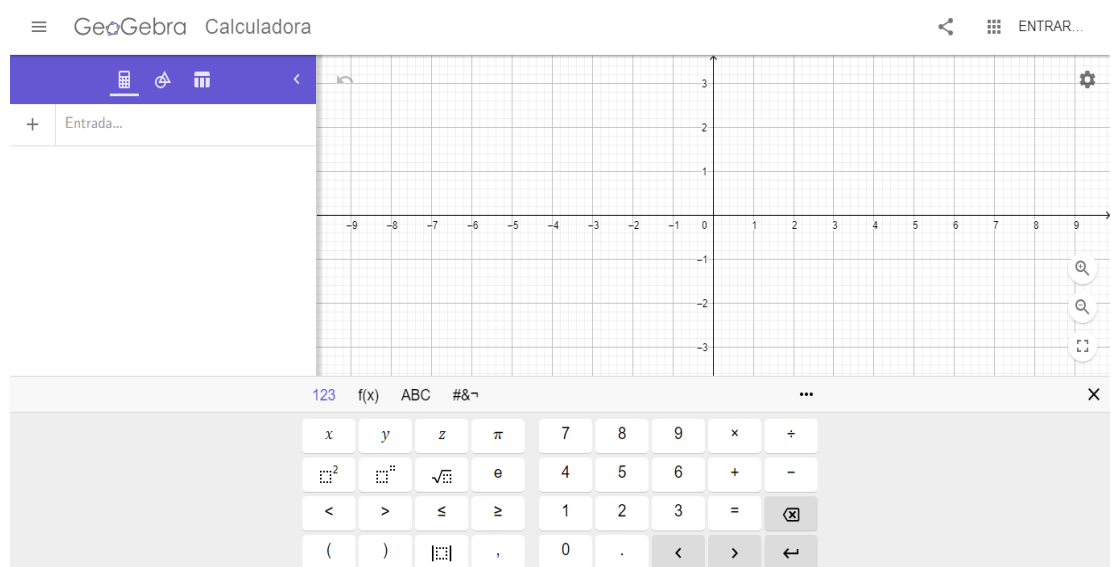 GeoGebra Calculadora ENTRAR...
+ Entrada...
3
2
1
−9 −8 −7 −6 −5 −4 −3 −2 −1 0 1 2 3 4 5 6 7 8 9
−1
−2
−3
123 f(x) ABC #&¬ •••
x y z π 7 8 9 × ÷
□² □^□ √□ e 4 5 6 + −
< > ≤ ≥ 1 2 3 =
( ) |□| , 0 . < >